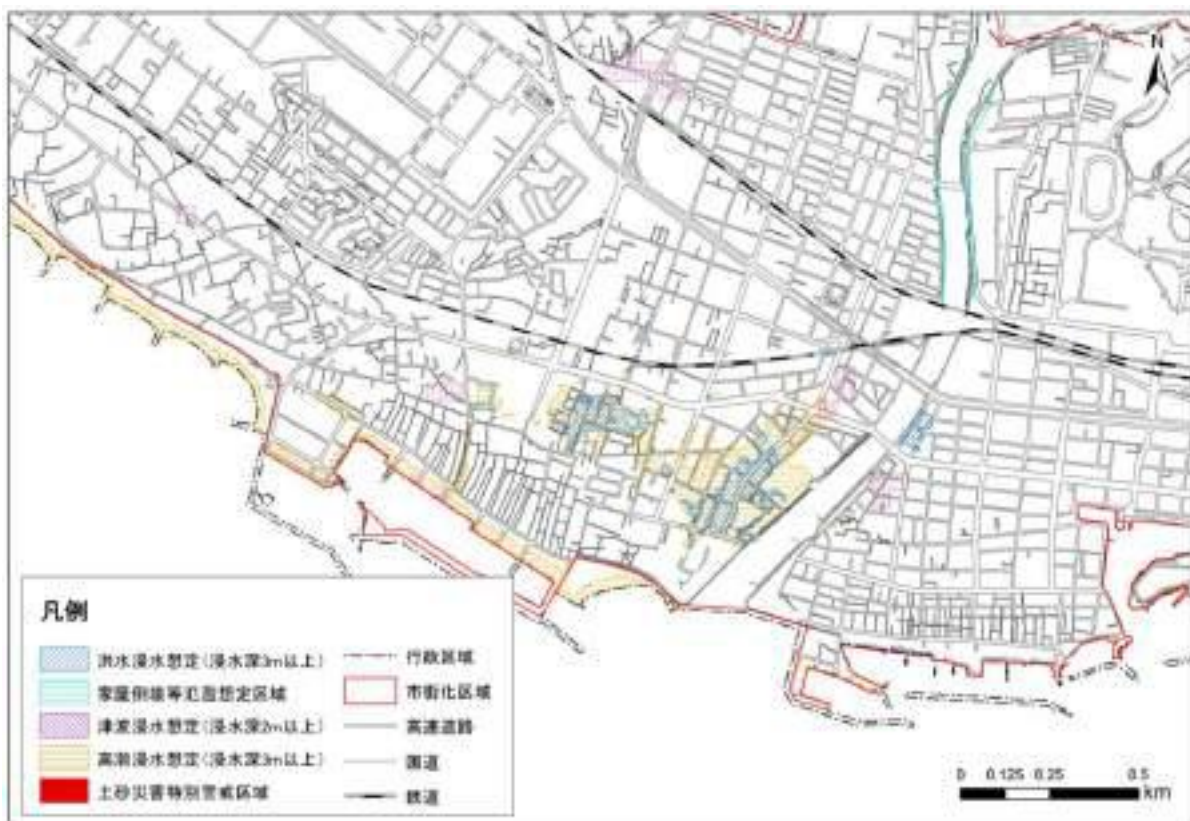 N
凡例
洪水浸水想定(浸水深3m以上)
家屋倒壊等氾濫想定区域
津波浸水想定(浸水深2m以上)
高潮浸水想定(浸水深3m以上)
土砂災害特別警戒区域
行政区域
市街化区域
高速道路
国道
鉄道
0 0.125 0.25 0.5
km